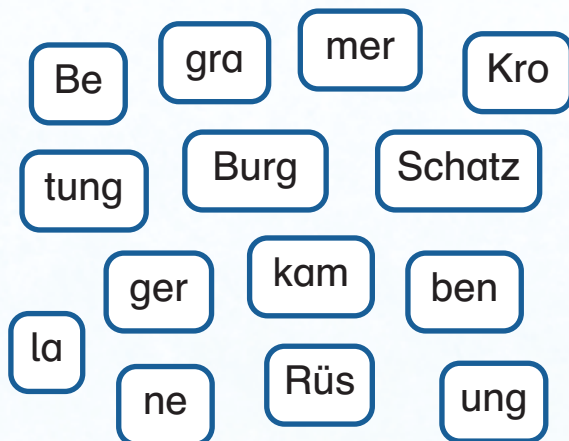 Be
gra
mer
Kro
tung
Burg
Schatz
ger
kam
ben
la
ne
Rüs
ung